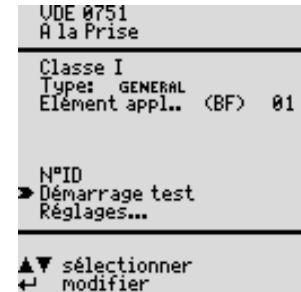 VDE 0751
A la Prise
Classe I
Type: GENERAL
Elément appl.. (BF) 01
N°ID
Démarrage test
Réglages...
▲▼ sélectionner
↵ modifier